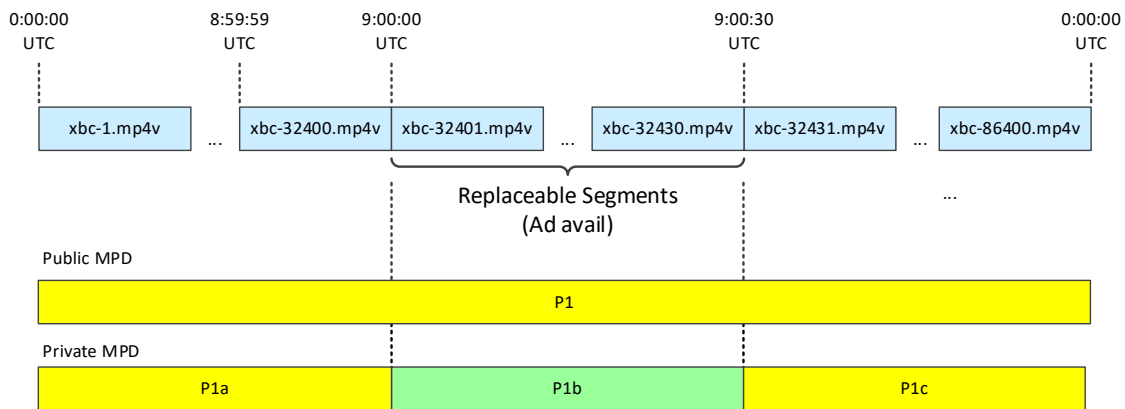 0:00:00 8:59:59 9:00:00 9:00:30 0:00:00
UTC UTC UTC UTC UTC
xbc-1.mp4v ... xbc-32400.mp4v xbc-32401.mp4v ... xbc-32430.mp4v xbc-32431.mp4v ... xbc-86400.mp4v
Replaceable Segments ...
(Ad avail)
Public MPD
P1
Private MPD
P1a P1b P1c